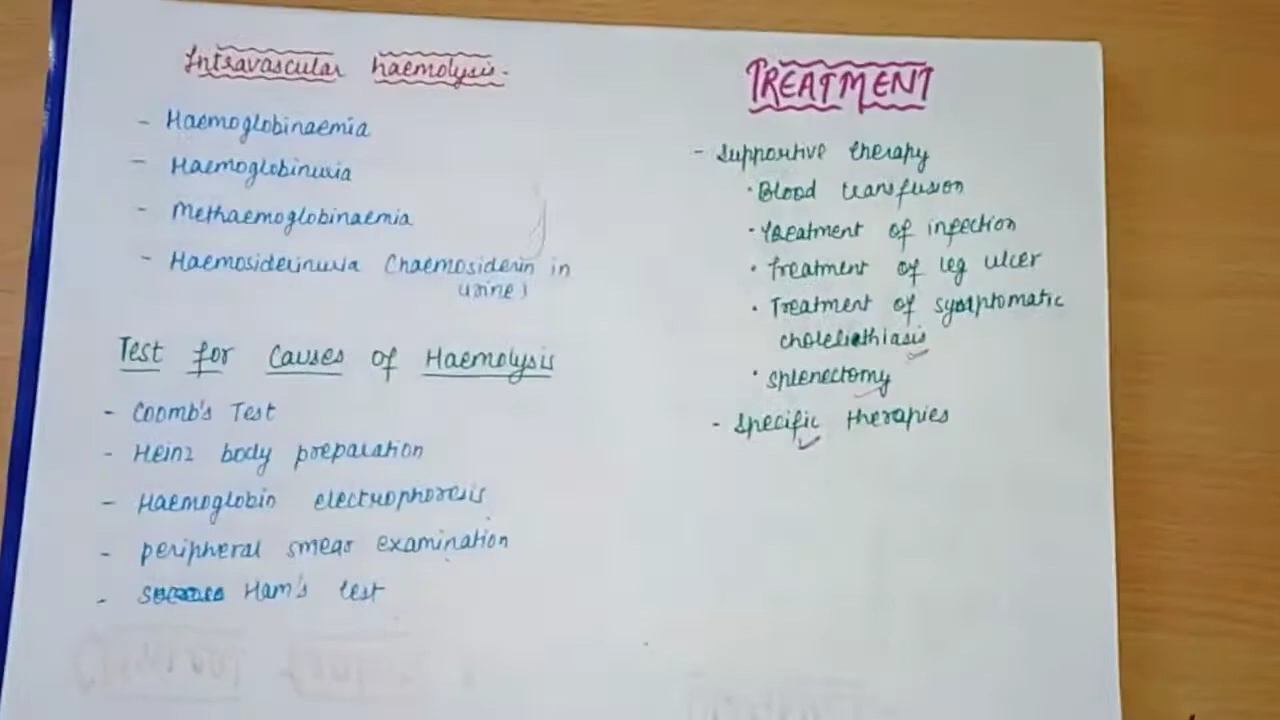 Intravascular haemolysis.
- Haemoglobinaemia
- Haemoglobinuria
- Methaemoglobinaemia
- Haemosiderinuria (haemosiderin in
urine)
Test for Causes of Haemolysis
- Coomb's Test
- Heinz body preparation
- Haemoglobin electrophoresis
- peripheral smear examination
- Ham's test
TREATMENT
- Supportive therapy
• Blood transfusion
• Treatment of infection
• Treatment of leg ulcer
• Treatment of symptomatic
choleliathiasis
• splenectomy
- Specific therapies